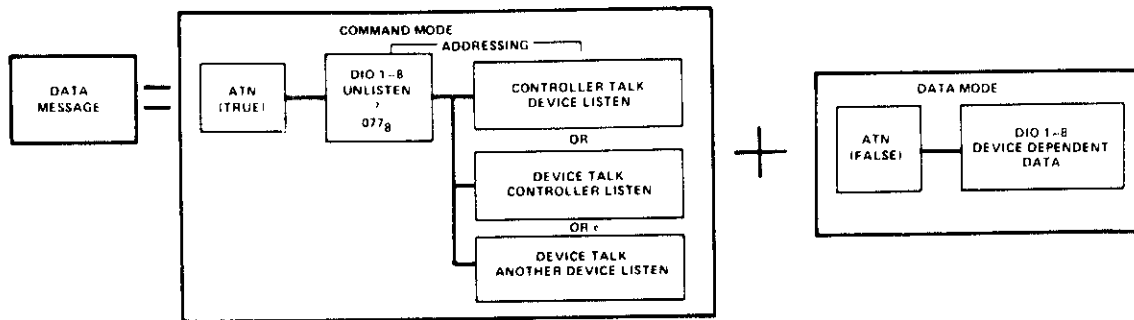 DATA
MESSAGE
=
COMMAND MODE
ADDRESSING
ATN
(TRUE)
DIO 1-8
UNLISTEN
?
077₈
CONTROLLER TALK
DEVICE LISTEN
OR
DEVICE TALK
CONTROLLER LISTEN
OR
DEVICE TALK
ANOTHER DEVICE LISTEN
+
DATA MODE
ATN
(FALSE)
DIO 1-8
DEVICE DEPENDENT
DATA